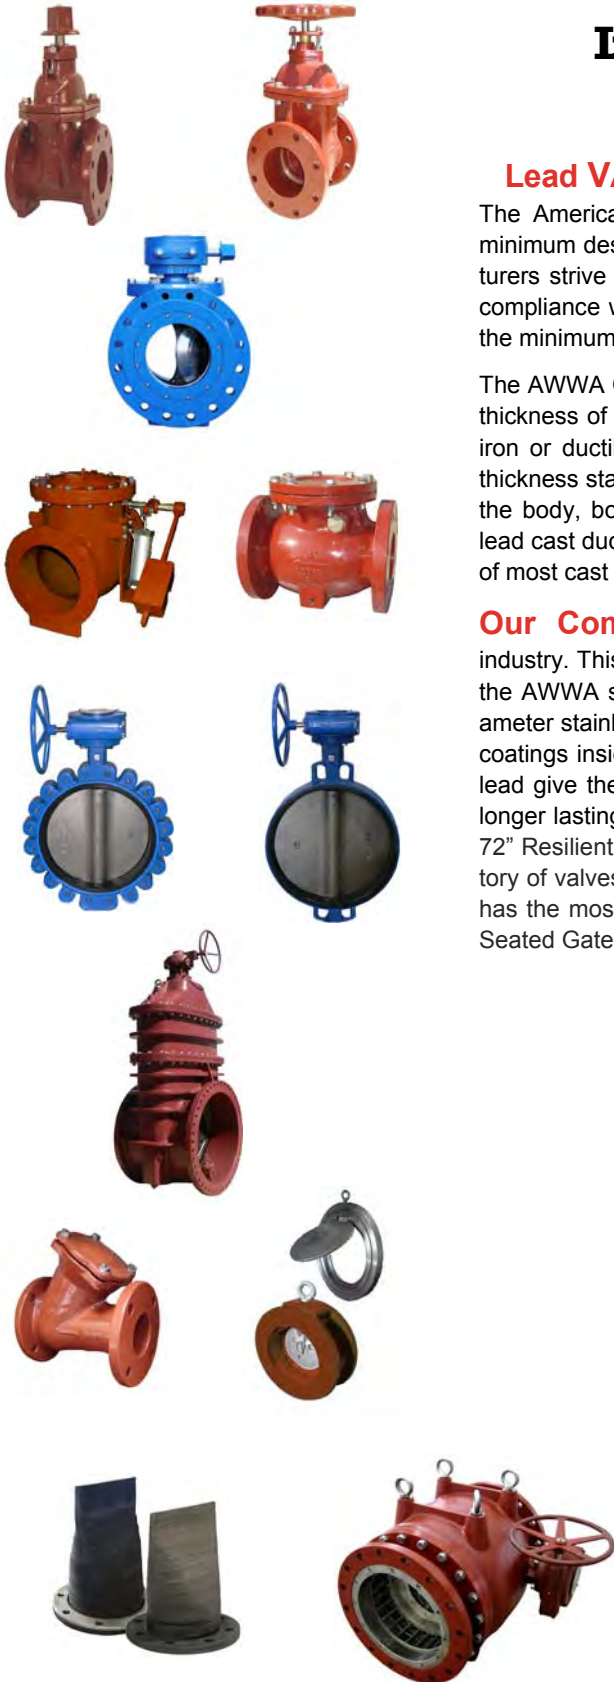 Lead VA
The America
minimum des
turers strive
compliance w
the minimum
The AWWA
thickness of
iron or ducti
thickness sta
the body, bo
lead cast duc
of most cast
Our Com
industry. This
the AWWA s
ameter stainl
coatings insi
lead give the
longer lasting
72” Resilient
tory of valves
has the mos
Seated Gate